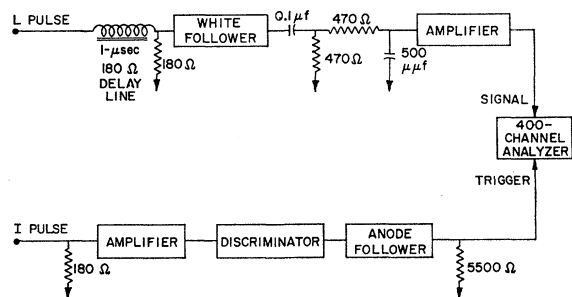 L PULSE
1-μsec
180 Ω
DELAY
LINE
180 Ω
WHITE
FOLLOWER
0.1 μf
470 Ω
470 Ω
500
μμf
AMPLIFIER
SIGNAL
400-
CHANNEL
ANALYZER
TRIGGER
I PULSE
180 Ω
AMPLIFIER
DISCRIMINATOR
ANODE
FOLLOWER
5500 Ω